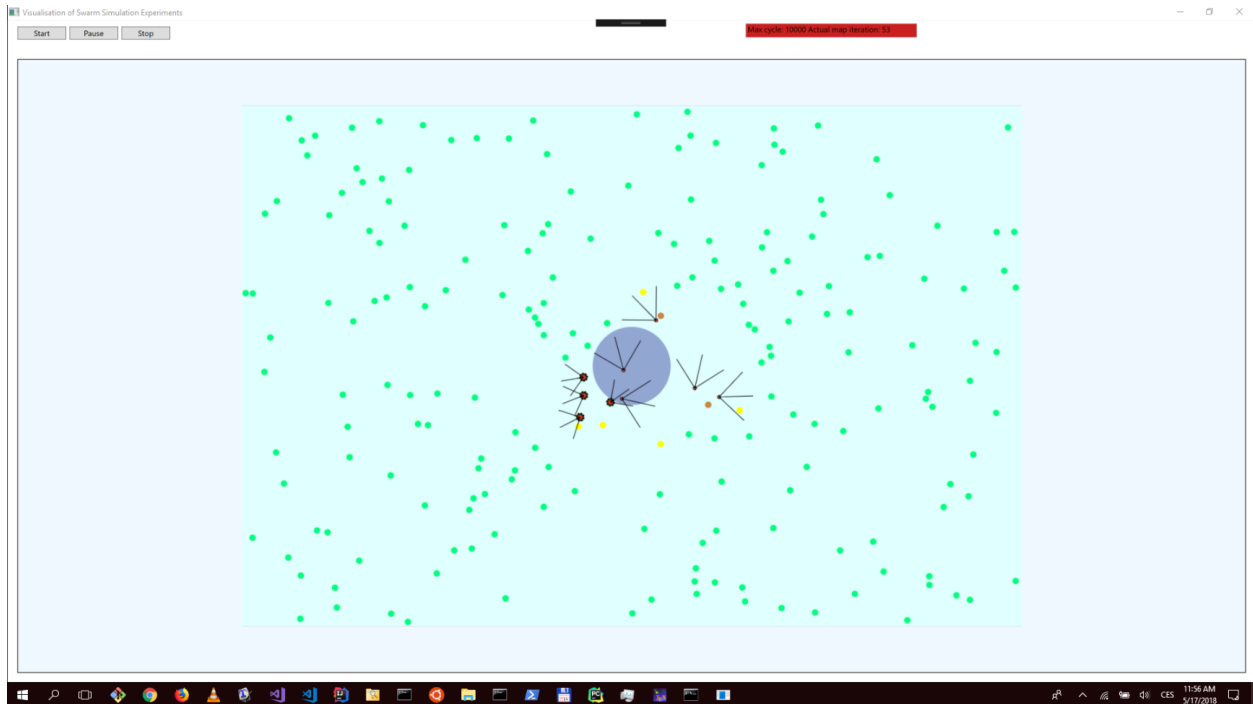 Visualisation of Swarm Simulation Experiments
Start
Pause
Stop
Max cycle: 10000 Actual map iteration: 53
CES
11:56 AM
5/17/2018